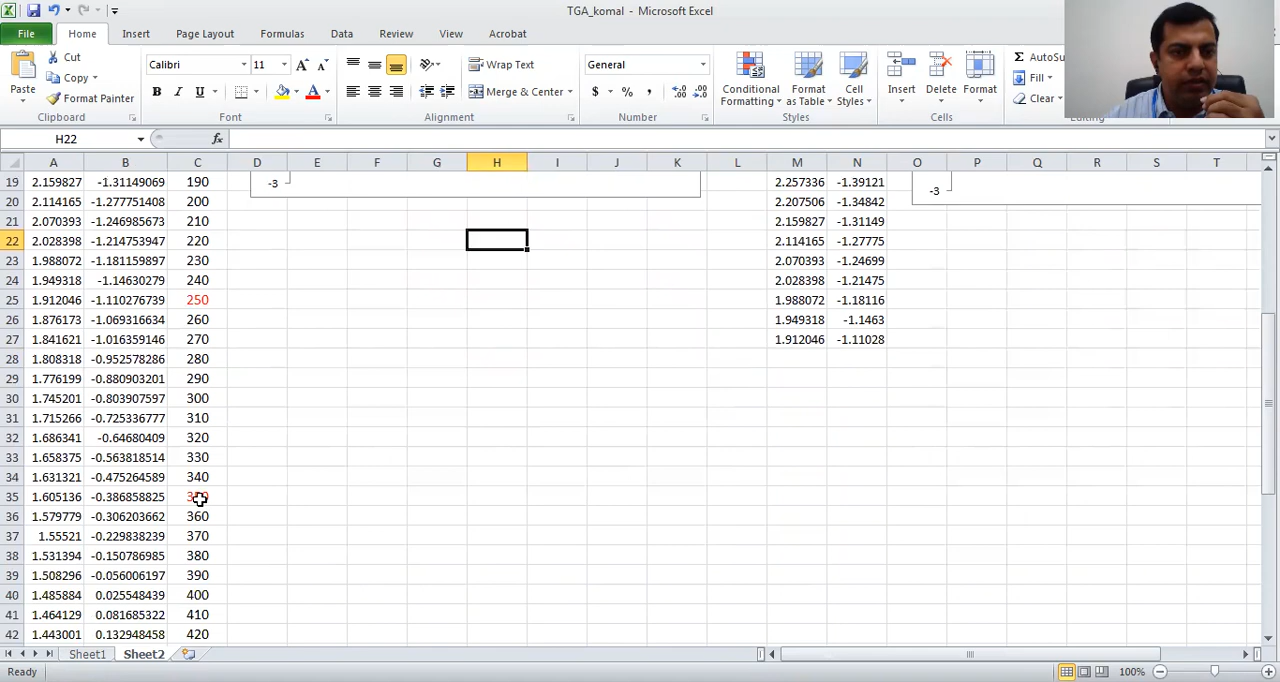 TGA_komal - Microsoft Excel
File Home Insert Page Layout Formulas Data Review View Acrobat
Paste Cut Copy Format Painter Clipboard
Calibri 11 A A B I U A Font
Wrap Text Merge & Center Alignment
General $ % , Number
Conditional Formatting Format as Table Cell Styles Styles
Insert Delete Format Cells
Σ Fill Clear
H22 fx
A B C D E F G H I J K L M N O P Q R S T
19 2.159827 -1.31149069 190 -3 2.257336 -1.39121 -3
20 2.114165 -1.277751408 200 2.207506 -1.34842
21 2.070393 -1.246985673 210 2.159827 -1.31149
22 2.028398 -1.214753947 220 2.114165 -1.27775
23 1.988072 -1.181159897 230 2.070393 -1.24699
24 1.949318 -1.14630279 240 2.028398 -1.21475
25 1.912046 -1.110276739 250 1.988072 -1.18116
26 1.876173 -1.069316634 260 1.949318 -1.1463
27 1.841621 -1.016359146 270 1.912046 -1.11028
28 1.808318 -0.952578286 280
29 1.776199 -0.880903201 290
30 1.745201 -0.803907597 300
31 1.715266 -0.725336777 310
32 1.686341 -0.64680409 320
33 1.658375 -0.563818514 330
34 1.631321 -0.475264589 340
35 1.605136 -0.386858825
36 1.579779 -0.306203662 360
37 1.55521 -0.229838239 370
38 1.531394 -0.150786985 380
39 1.508296 -0.056006197 390
40 1.485884 0.025548439 400
41 1.464129 0.081685322 410
42 1.443001 0.132948458 420
Sheet1 Sheet2
Ready 100%